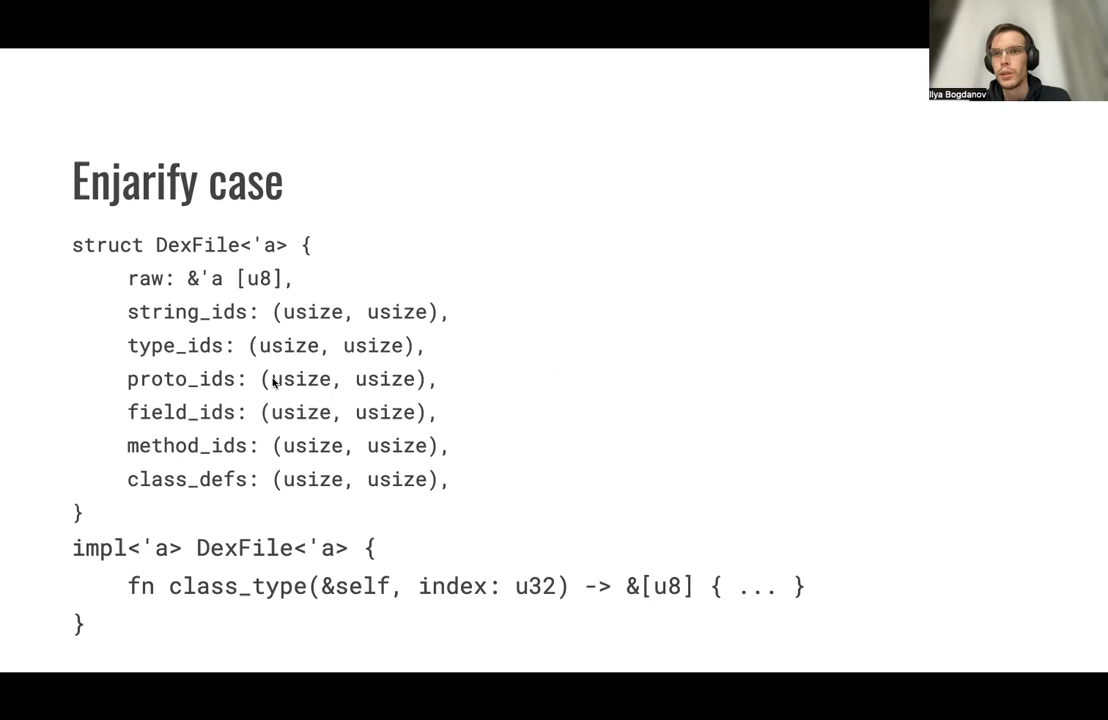 Ilya Bogdanov
Enjarify case
struct DexFile<'a> {
raw: &'a [u8],
string_ids: (usize, usize),
type_ids: (usize, usize),
proto_ids: (usize, usize),
field_ids: (usize, usize),
method_ids: (usize, usize),
class_defs: (usize, usize),
}
impl<'a> DexFile<'a> {
fn class_type(&self, index: u32) -> &[u8] { ... }
}